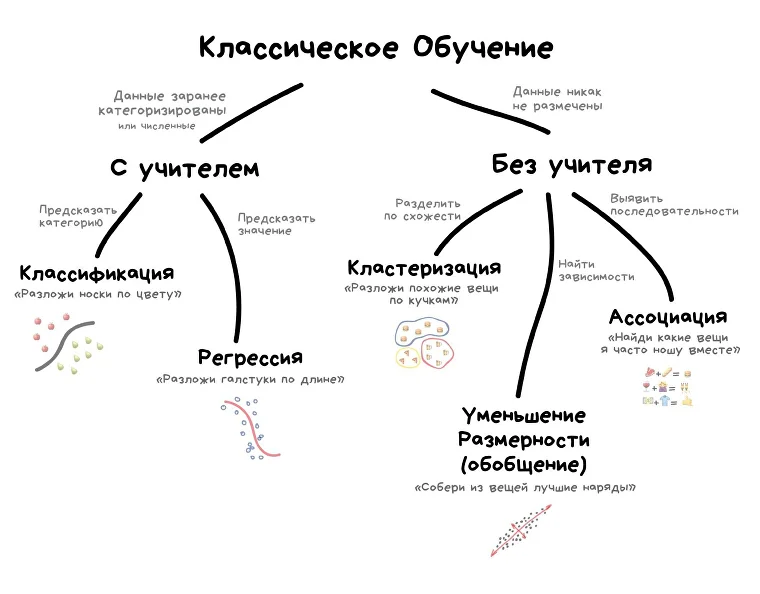 Классическое Обучение
Данные заранее
категоризированы
или численные
Данные никак
не размечены
С учителем
Без учителя
Предсказать
категорию
Предсказать
значение
Разделить
по схожести
Выявить
последовательности
Найти
зависимости
Классификация
«Разложи носки по цвету»
Регрессия
«Разложи галстуки по длине»
Кластеризация
«Разложи похожие вещи
по кучкам»
Ассоциация
«Найди какие вещи
я часто ношу вместе»
+ =
+ =
+ =
Уменьшение
Размерности
(обобщение)
«Собери из вещей лучшие наряды»